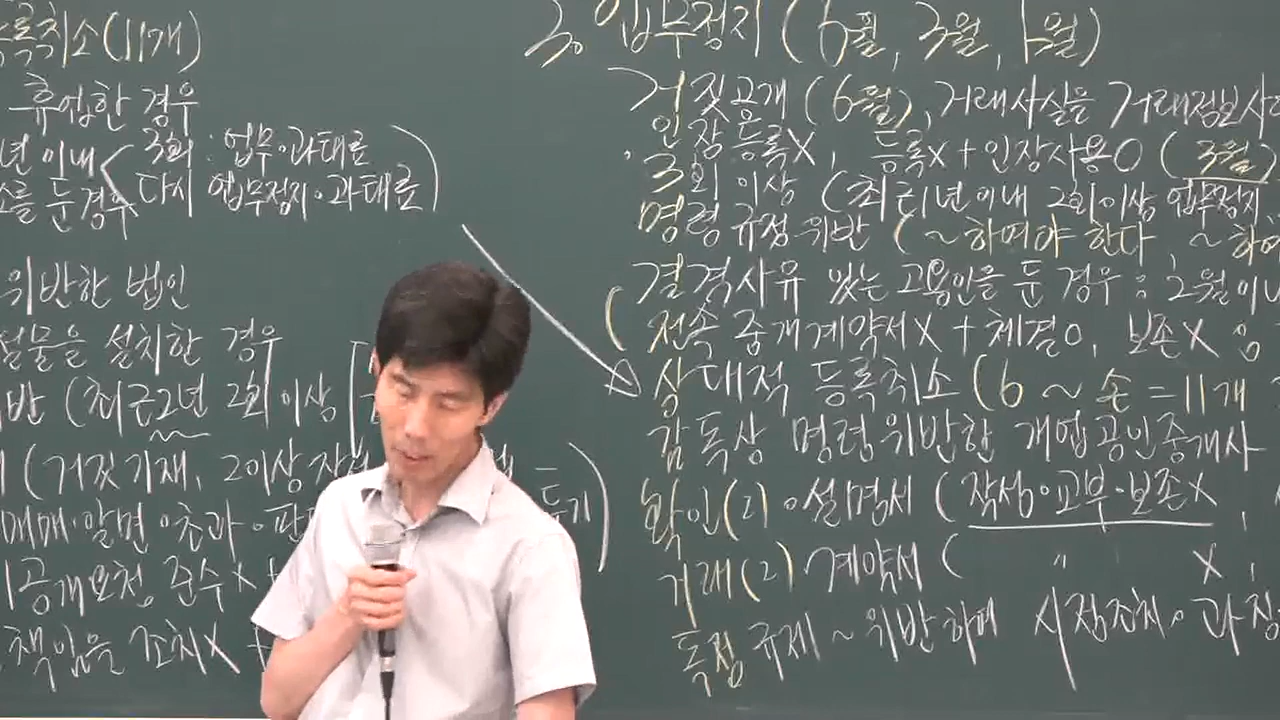 등록취소(11개)
휴업한 경우
년 이내 3회 : 업무·과태료
다시 업무정지·과태료)
소를 둔 경우
위반한 법인
설물을 설치한 경우
반 (최근2년 2회 이상
(거짓기재, 2이상
매매·알면·초과·
공개요청 준수X +
책임을 조치X +
3. 업무정지 (6월, 3월, 1월)
거짓공개 (6월), 거래사실을 거래정보사
인장등록X, 등록X + 인장사용O (3월)
·3회 이상 (최근1년 이내 2회이상 업무정지
명령 규정 위반 (~하여야 한다, ~하여
결격사유 있는 고용인을 둔 경우 : 2월 이내
(전속 중개계약서X + 체결O, 보존X
상대적 등록취소 (6 ~ 손 = 11개
감독상 명령위반한 개업공인중개사
확인(2)·설명서 (작성·교부·보존X,
거래(2) 계약서 ( 〃 X,
독점규제 ~ 위반하여 시정조치·과징